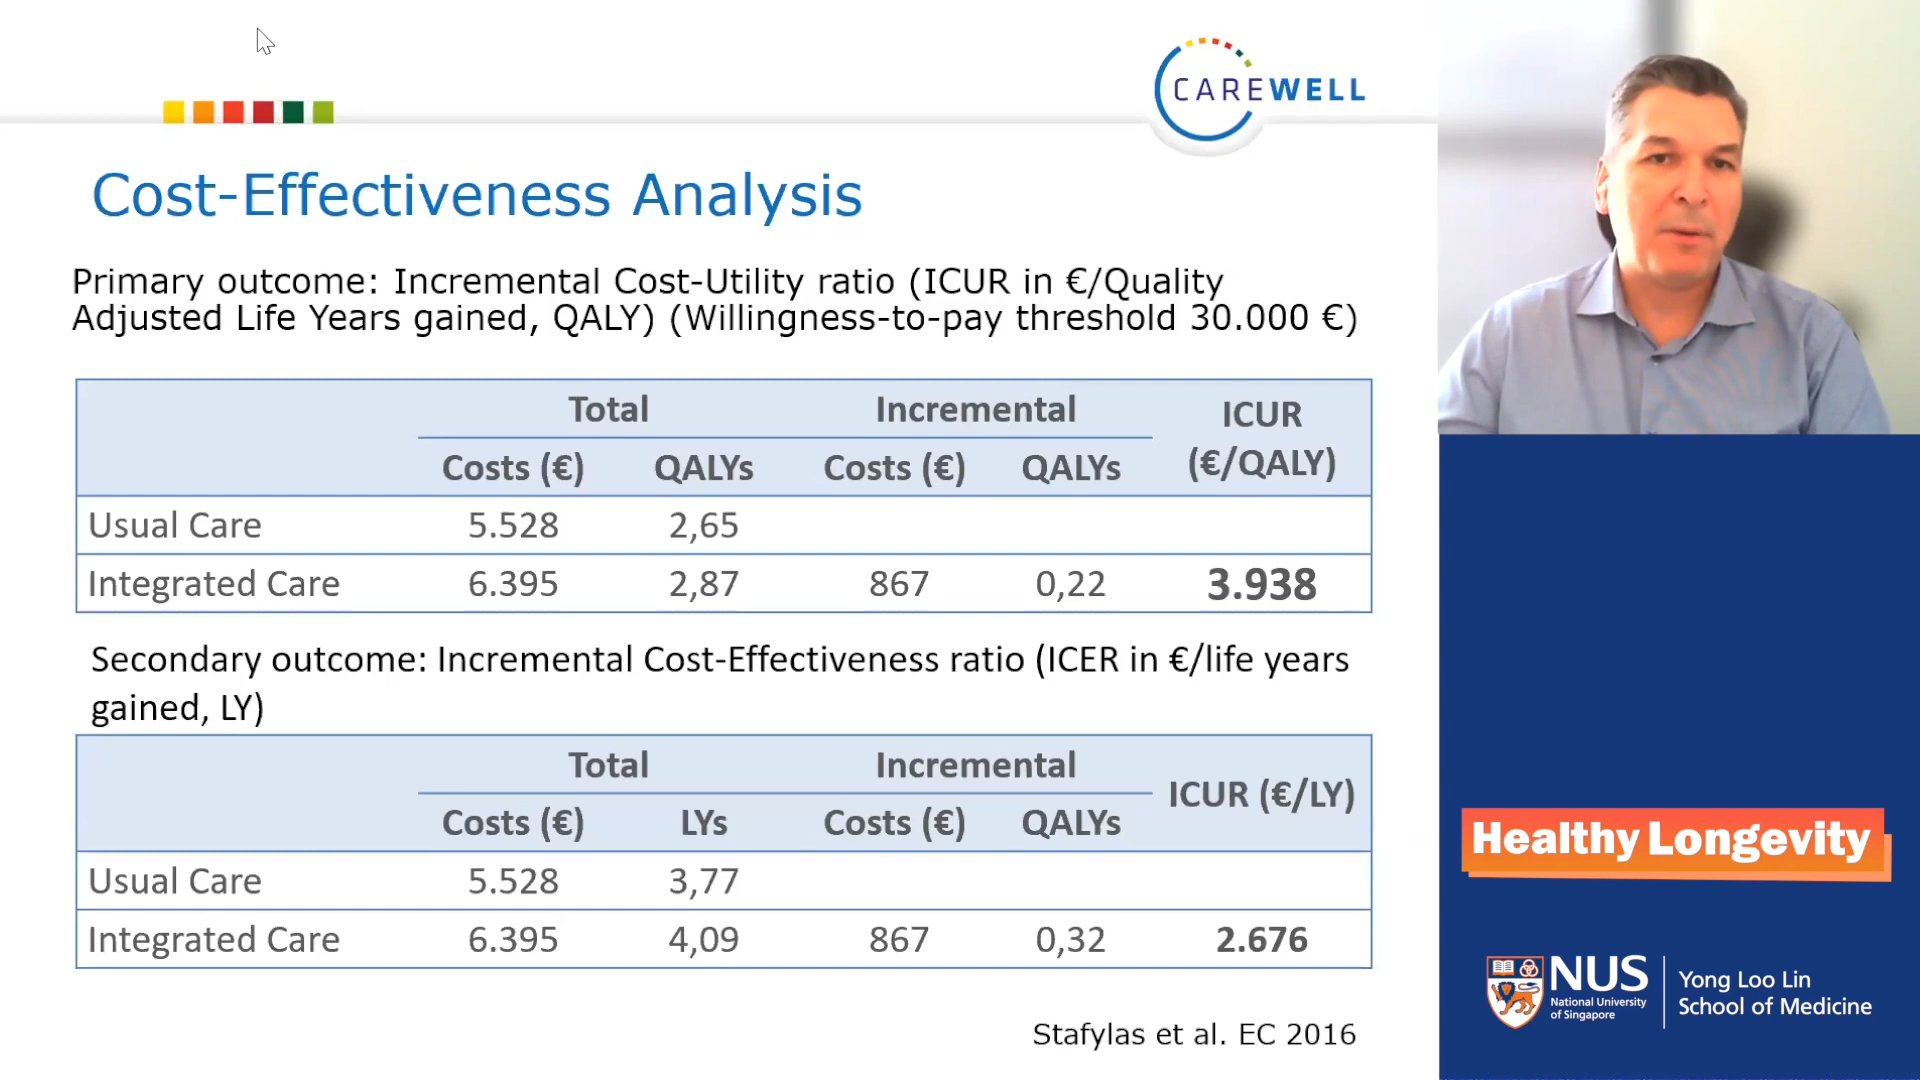 CAREWELL
Cost-Effectiveness Analysis
Primary outcome: Incremental Cost-Utility ratio (ICUR in €/Quality
Adjusted Life Years gained, QALY) (Willingness-to-pay threshold 30.000 €)
Total Incremental ICUR
Costs (€) QALYs Costs (€) QALYs (€/QALY)
Usual Care 5.528 2,65
Integrated Care 6.395 2,87 867 0,22 3.938
Secondary outcome: Incremental Cost-Effectiveness ratio (ICER in €/life years
gained, LY)
Total Incremental ICUR (€/LY)
Costs (€) LYs Costs (€) QALYs
Usual Care 5.528 3,77
Integrated Care 6.395 4,09 867 0,32 2.676
Stafylas et al. EC 2016
Healthy Longevity
NUS
National University
of Singapore
Yong Loo Lin
School of Medicine